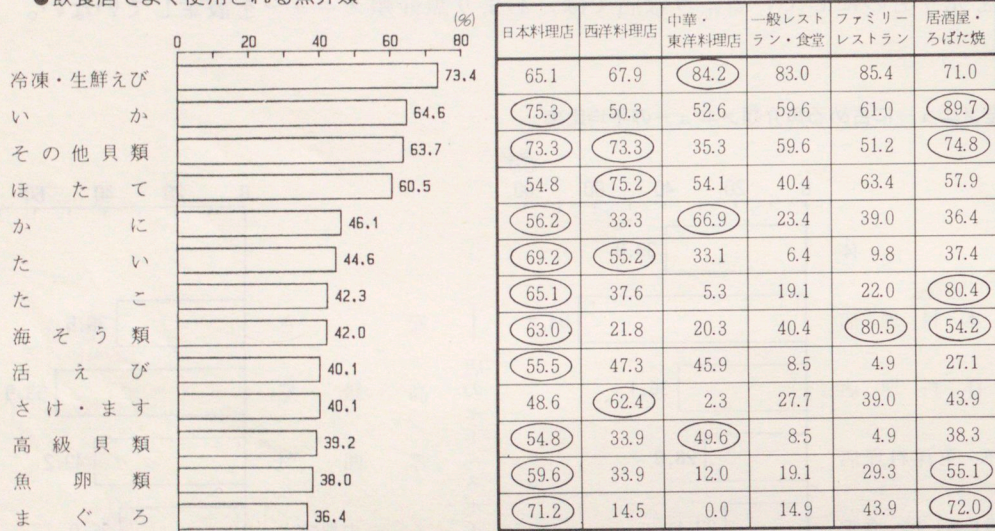 ●飲食店でよく使用される魚介類
(%)
0 20 40 60 80
日本料理店 西洋料理店 中華・東洋料理店 一般レストラン・食堂 ファミリーレストラン 居酒屋・ろばた焼
冷凍・生鮮えび 73.4 65.1 67.9 84.2 83.0 85.4 71.0
いか 64.6 75.3 50.3 52.6 59.6 61.0 89.7
その他貝類 63.7 73.3 73.3 35.3 59.6 51.2 74.8
ほたて 60.5 54.8 75.2 54.1 40.4 63.4 57.9
かに 46.1 56.2 33.3 66.9 23.4 39.0 36.4
たい 44.6 69.2 55.2 33.1 6.4 9.8 37.4
たこ 42.3 65.1 37.6 5.3 19.1 22.0 80.4
海そう類 42.0 63.0 21.8 20.3 40.4 80.5 54.2
活えび 40.1 55.5 47.3 45.9 8.5 4.9 27.1
さけ・ます 40.1 48.6 62.4 2.3 27.7 39.0 43.9
高級貝類 39.2 54.8 33.9 49.6 8.5 4.9 38.3
魚卵類 38.0 59.6 33.9 12.0 19.1 29.3 55.1
まぐろ 36.4 71.2 14.5 0.0 14.9 43.9 72.0